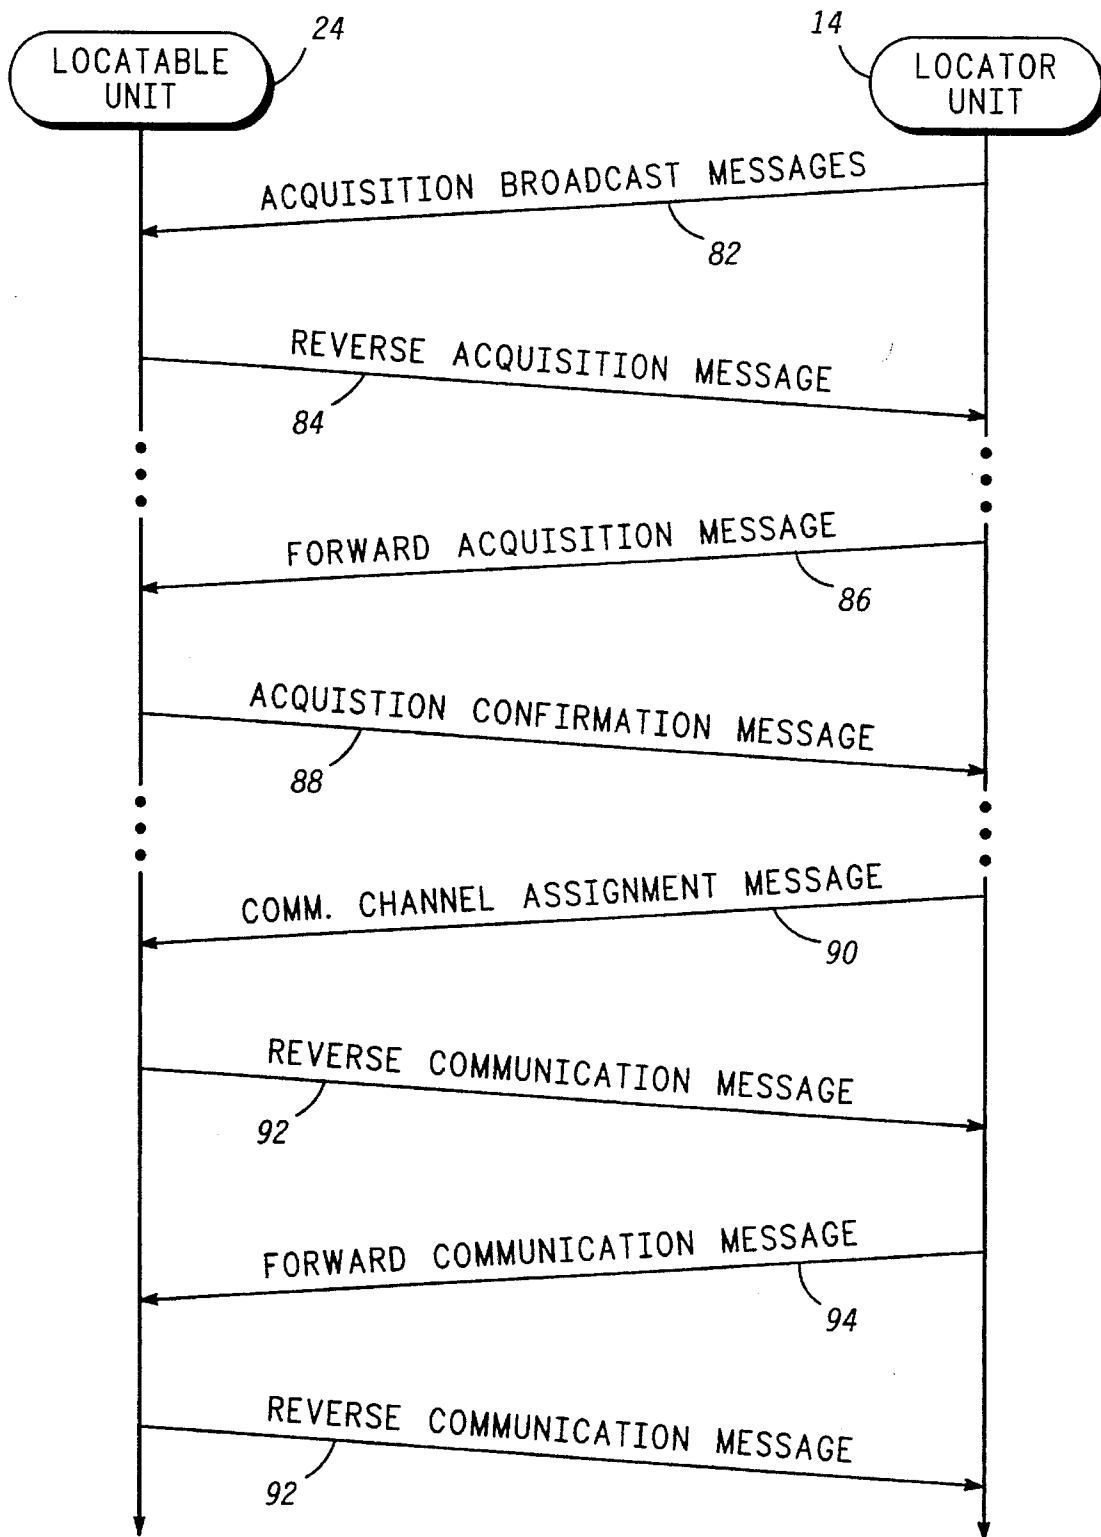 24
14
LOCATABLE
UNIT
LOCATOR
UNIT
ACQUISITION BROADCAST MESSAGES
82
REVERSE ACQUISITION MESSAGE
84
FORWARD ACQUISITION MESSAGE
86
ACQUISTION CONFIRMATION MESSAGE
88
COMM. CHANNEL ASSIGNMENT MESSAGE
90
REVERSE COMMUNICATION MESSAGE
92
FORWARD COMMUNICATION MESSAGE
94
REVERSE COMMUNICATION MESSAGE
92